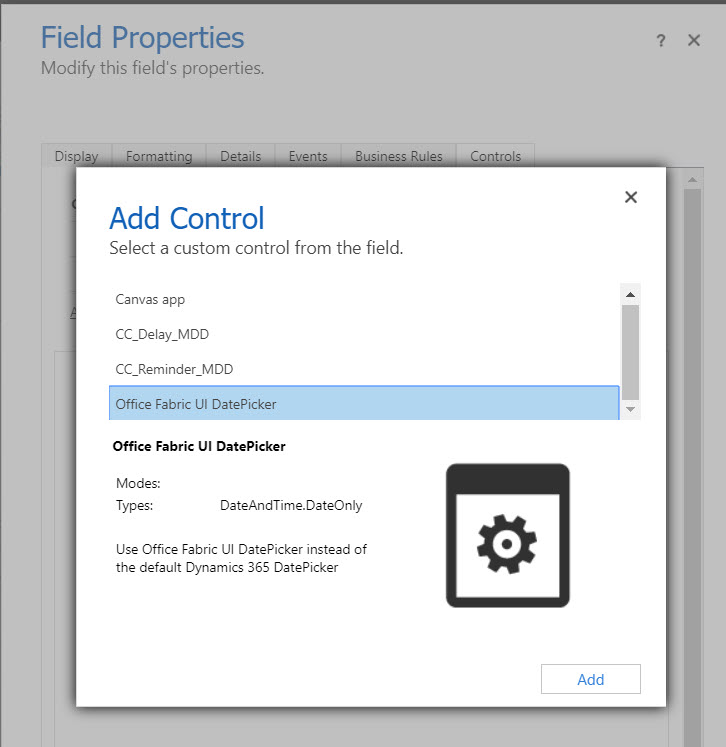 Field Properties
? ✕
Modify this field's properties.
Display Formatting Details Events Business Rules Controls
✕
Add Control
Select a custom control from the field.
Canvas app
CC_Delay_MDD
CC_Reminder_MDD
Office Fabric UI DatePicker
Office Fabric UI DatePicker
Modes:
Types: DateAndTime.DateOnly
Use Office Fabric UI DatePicker instead of
the default Dynamics 365 DatePicker
Add